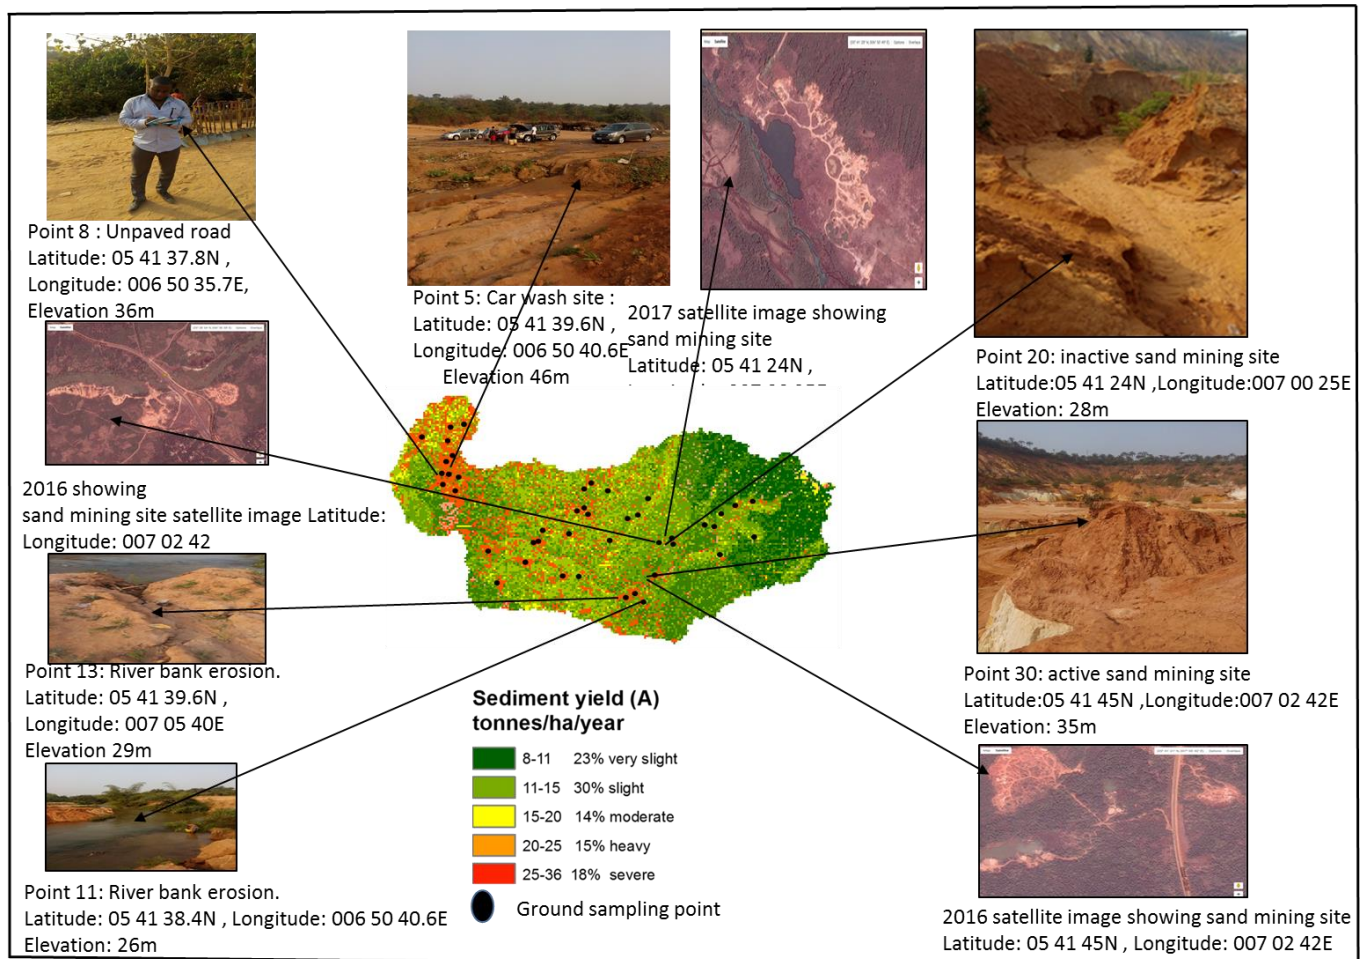 Point 8 : Unpaved road
Latitude: 05 41 37.8N ,
Longitude: 006 50 35.7E,
Elevation 36m
Point 5: Car wash site :
Latitude: 05 41 39.6N ,
Longitude: 006 50 40.6E
Elevation 46m
2017 satellite image showing
sand mining site
Latitude: 05 41 24N ,
Point 20: inactive sand mining site
Latitude:05 41 24N ,Longitude:007 00 25E
Elevation: 28m
2016 showing
sand mining site satellite image Latitude:
Longitude: 007 02 42
Point 13: River bank erosion.
Latitude: 05 41 39.6N ,
Longitude: 007 05 40E
Elevation 29m
Point 11: River bank erosion.
Latitude: 05 41 38.4N , Longitude: 006 50 40.6E
Elevation: 26m
Sediment yield (A)
tonnes/ha/year
8-11 23% very slight
11-15 30% slight
15-20 14% moderate
20-25 15% heavy
25-36 18% severe
Ground sampling point
Point 30: active sand mining site
Latitude:05 41 45N ,Longitude:007 02 42E
Elevation: 35m
2016 satellite image showing sand mining site
Latitude: 05 41 45N , Longitude: 007 02 42E